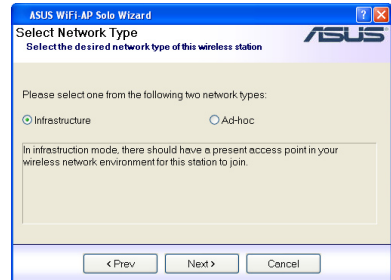 ASUS WiFi-AP Solo Wizard
Select Network Type
Select the desired network type of this wireless station
ASUS
Please select one from the following two network types:
Infrastructure
Ad-hoc
In infrastruction mode, there should have a present access point in your
wireless network environment for this station to join.
< Prev
Next >
Cancel